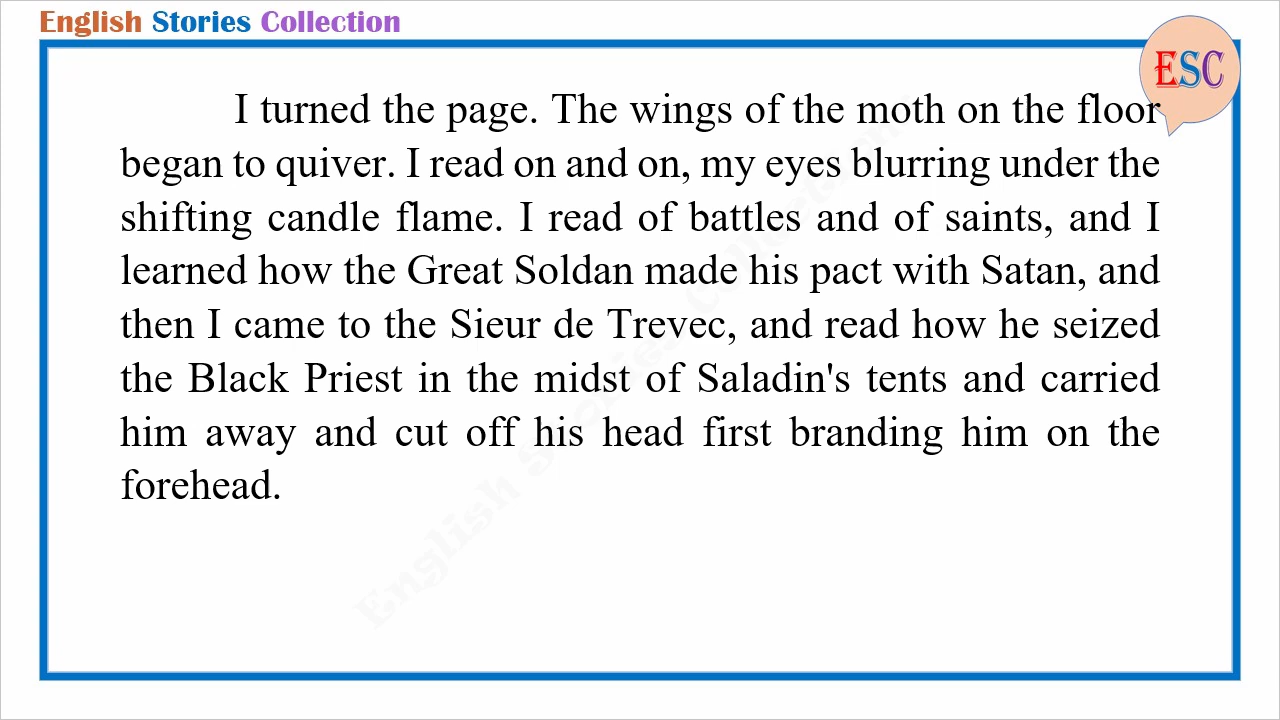 English Stories Collection
ESC
I turned the page. The wings of the moth on the floor
began to quiver. I read on and on, my eyes blurring under the
shifting candle flame. I read of battles and of saints, and I
learned how the Great Soldan made his pact with Satan, and
then I came to the Sieur de Trevec, and read how he seized
the Black Priest in the midst of Saladin's tents and carried
him away and cut off his head first branding him on the
forehead.
English Stories Collection